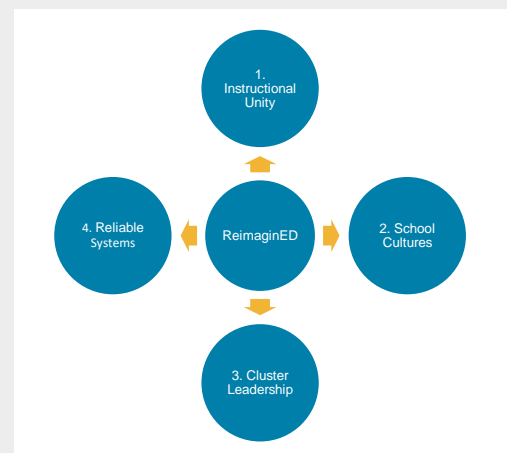 1.
Instructional
Unity
4. Reliable
Systems
ReimaginED
2. School
Cultures
3. Cluster
Leadership